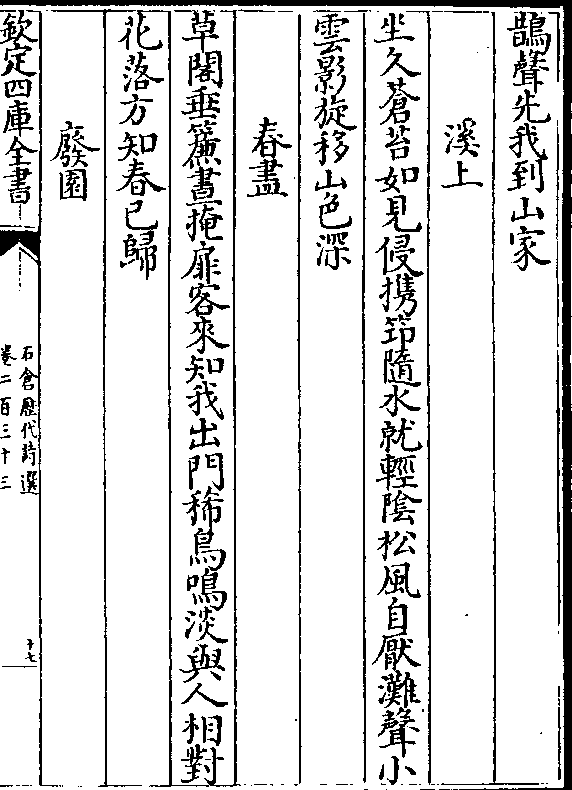 鵲聲先我到山家
溪上
坐久蒼苔如見侵携笻隨水就輕陰松風自厭灘聲小
雲影旋移山色深
春盡
草閣垂簾晝掩扉客來知我出門稀鳥鳴淡與人相對
花落方知春已歸
廢園
欽定四庫全書
石倉歷代詩選
卷二百三十三
十七